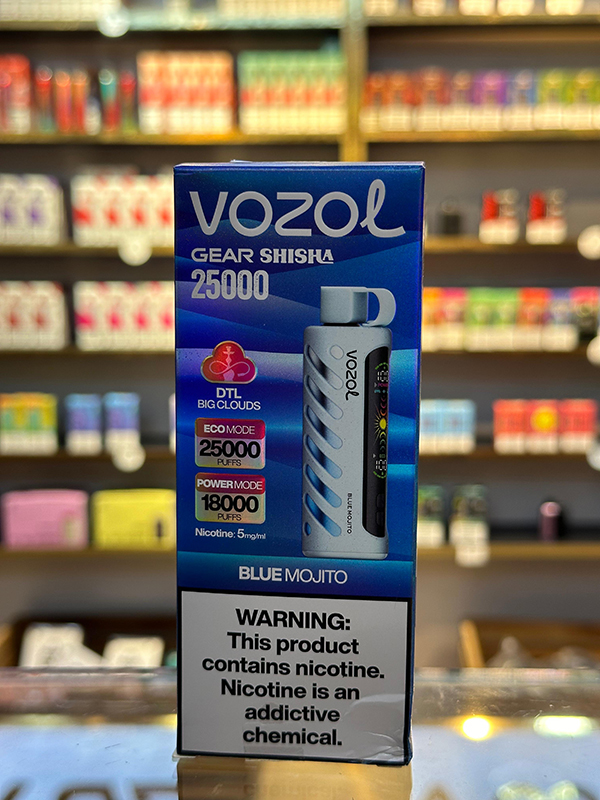 VOZOL
GEAR SHISHA
25000
DTL
BIG CLOUDS
ECO MODE
25000
PUFFS
POWER MODE
18000
PUFFS
Nicotine: 5mg/ml
VOZOL
BLUE MOJITO
BLUE MOJITO
WARNING:
This product
contains nicotine.
Nicotine is an
addictive
chemical.